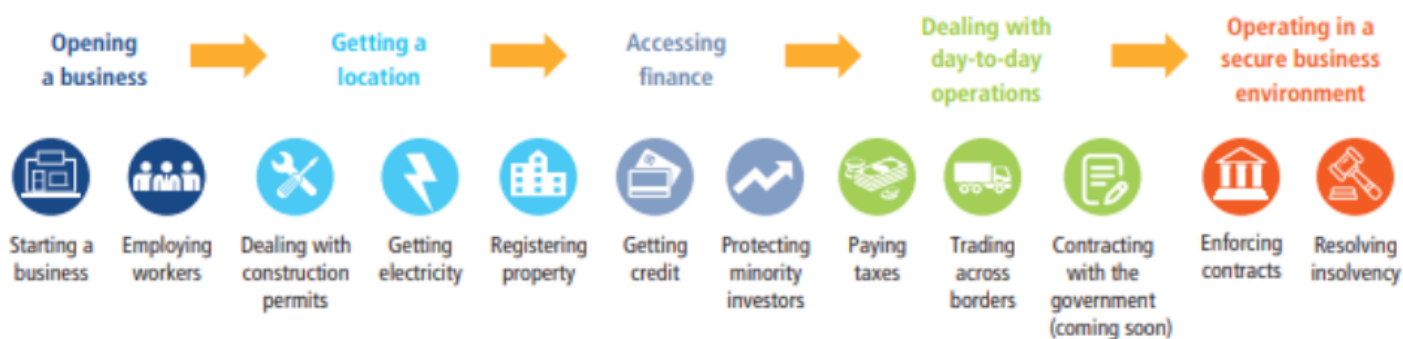 Opening
a business
Getting a
location
Accessing
finance
Dealing with
day-to-day
operations
Operating in a
secure business
environment
Starting a
business
Employing
workers
Dealing with
construction
permits
Getting
electricity
Registering
property
Getting
credit
Protecting
minority
investors
Paying
taxes
Trading
across
borders
Contracting
with the
government
(coming soon)
Enforcing
contracts
Resolving
insolvency